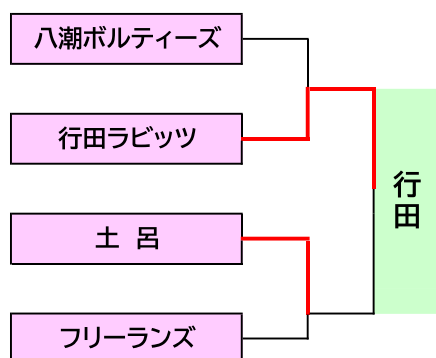 八潮ボルティーズ
行田ラビッツ
土 呂
フリーランズ
行田